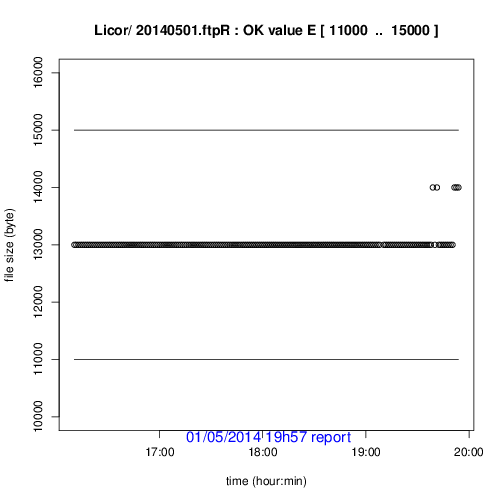 Licor/ 20140501.ftpR : OK value E [ 11000 .. 15000 ]
16000
15000
14000
13000
12000
11000
10000
file size (byte)
01/05/2014 19h57 report
17:00 18:00 19:00 20:00
time (hour:min)